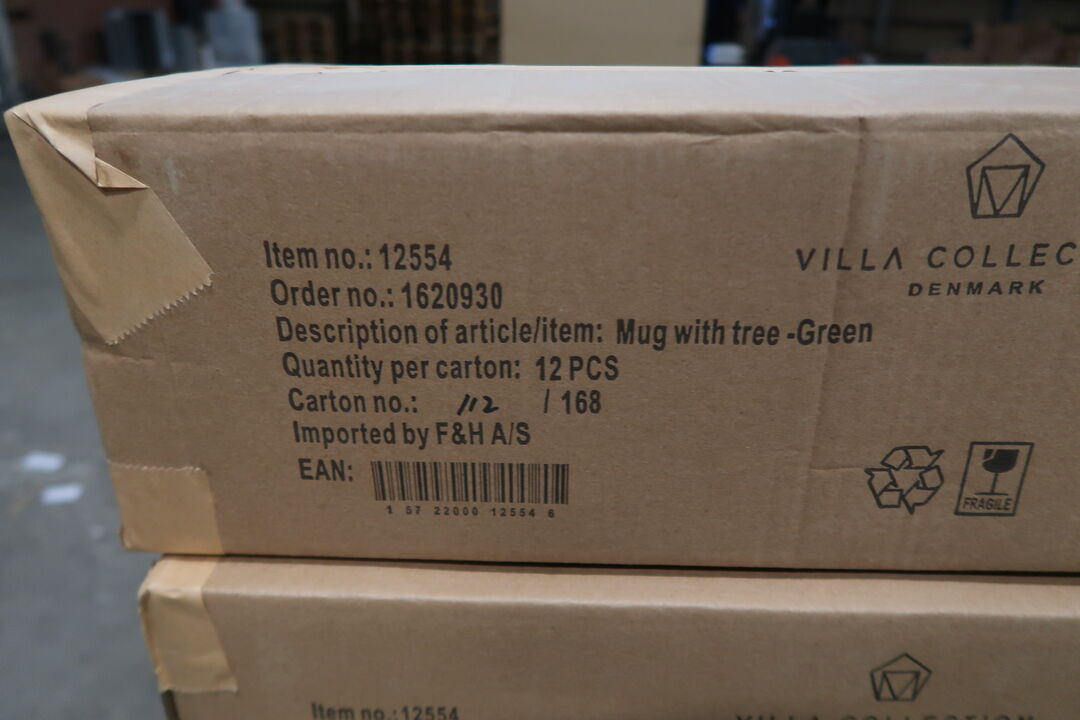 Item no.: 12554
Order no.: 1620930
Description of article/item: Mug with tree -Green
Quantity per carton: 12 PCS
Carton no.: 112 / 168
Imported by F&H A/S
EAN:
1 57 22000 12554 6
VILLA COLLEC
DENMARK
FRAGILE
Item no.: 12554
VILLA COLLECTION